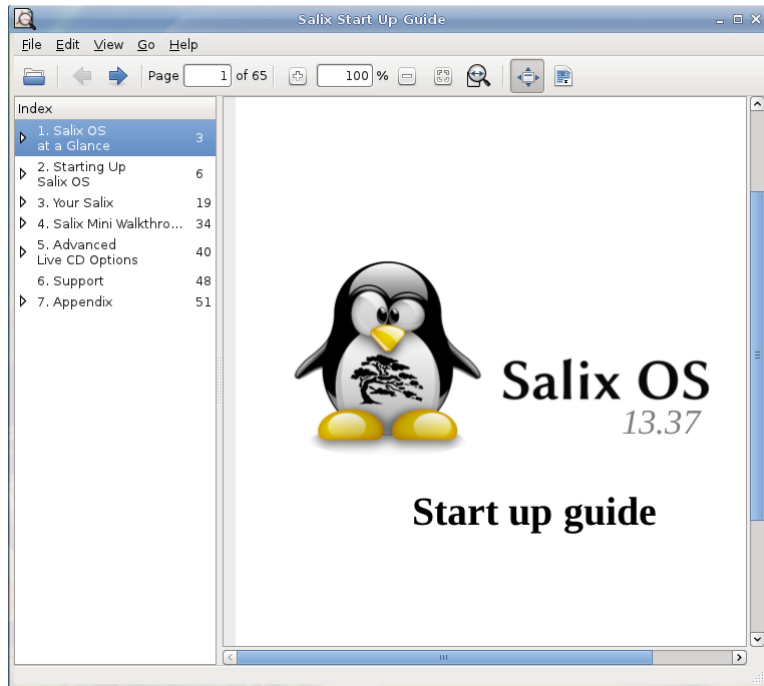 Salix Start Up Guide
File Edit View Go Help
Page 1 of 65 100 %
Index
1. Salix OS
at a Glance 3
2. Starting Up
Salix OS 6
3. Your Salix 19
4. Salix Mini Walkthro... 34
5. Advanced
Live CD Options 40
6. Support 48
7. Appendix 51
Salix OS
13.37
Start up guide